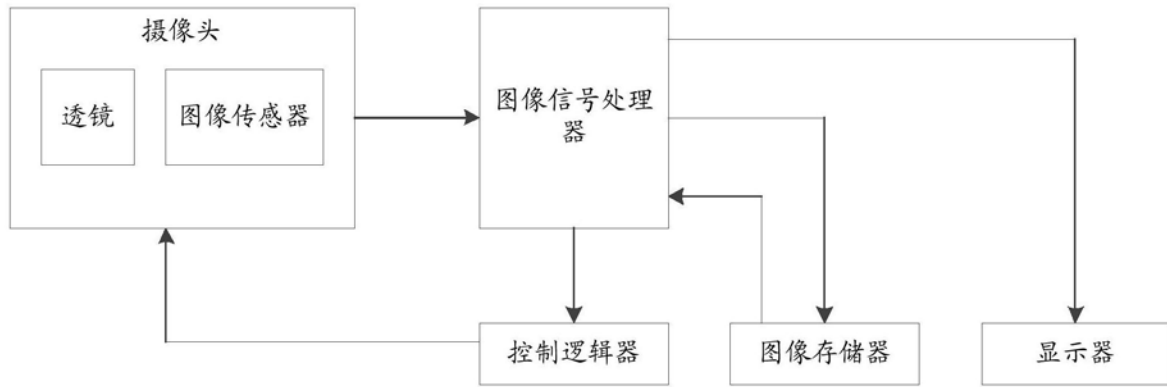 摄像头
透镜
图像传感器
图像信号处理
器
控制逻辑器
图像存储器
显示器